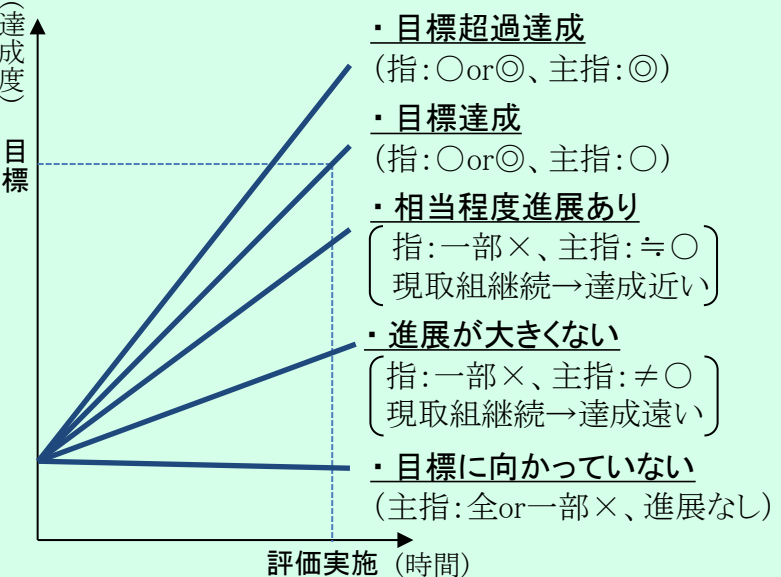 (達成度)
目標
・目標超過達成
(指:○or◎、主指:◎)
・目標達成
(指:○or◎、主指:○)
・相当程度進展あり
指:一部×、主指:≒○
現取組継続→達成近い
・進展が大きくない
指:一部×、主指:≠○
現取組継続→達成遠い
・目標に向かっていない
(主指:全or一部×、進展なし)
評価実施 (時間)